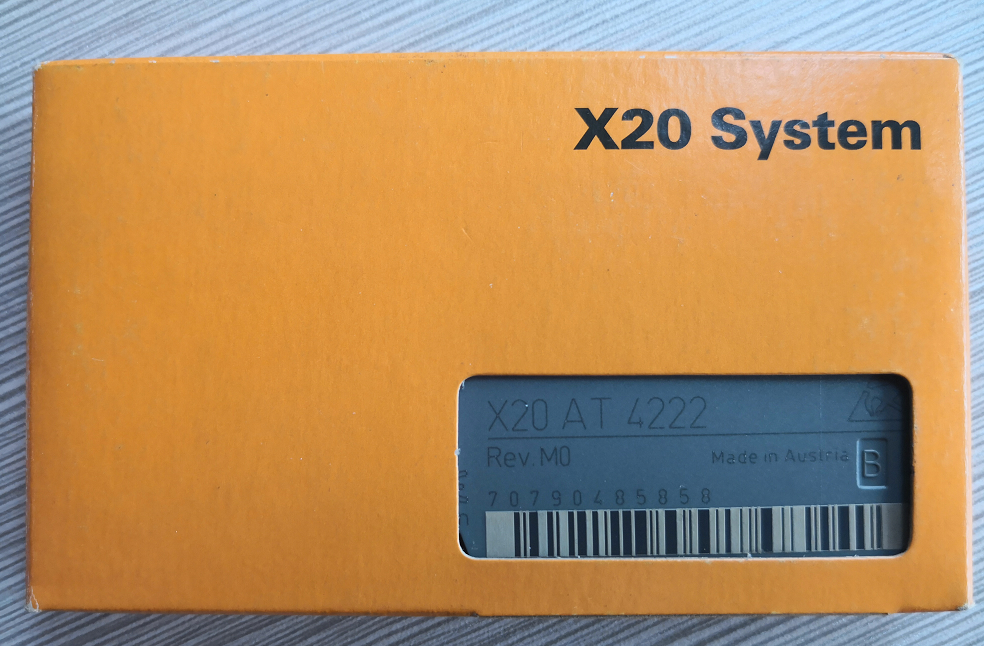 X20 System
X20 AT 4222
Rev. M0
Made in Austria
B
70790485858